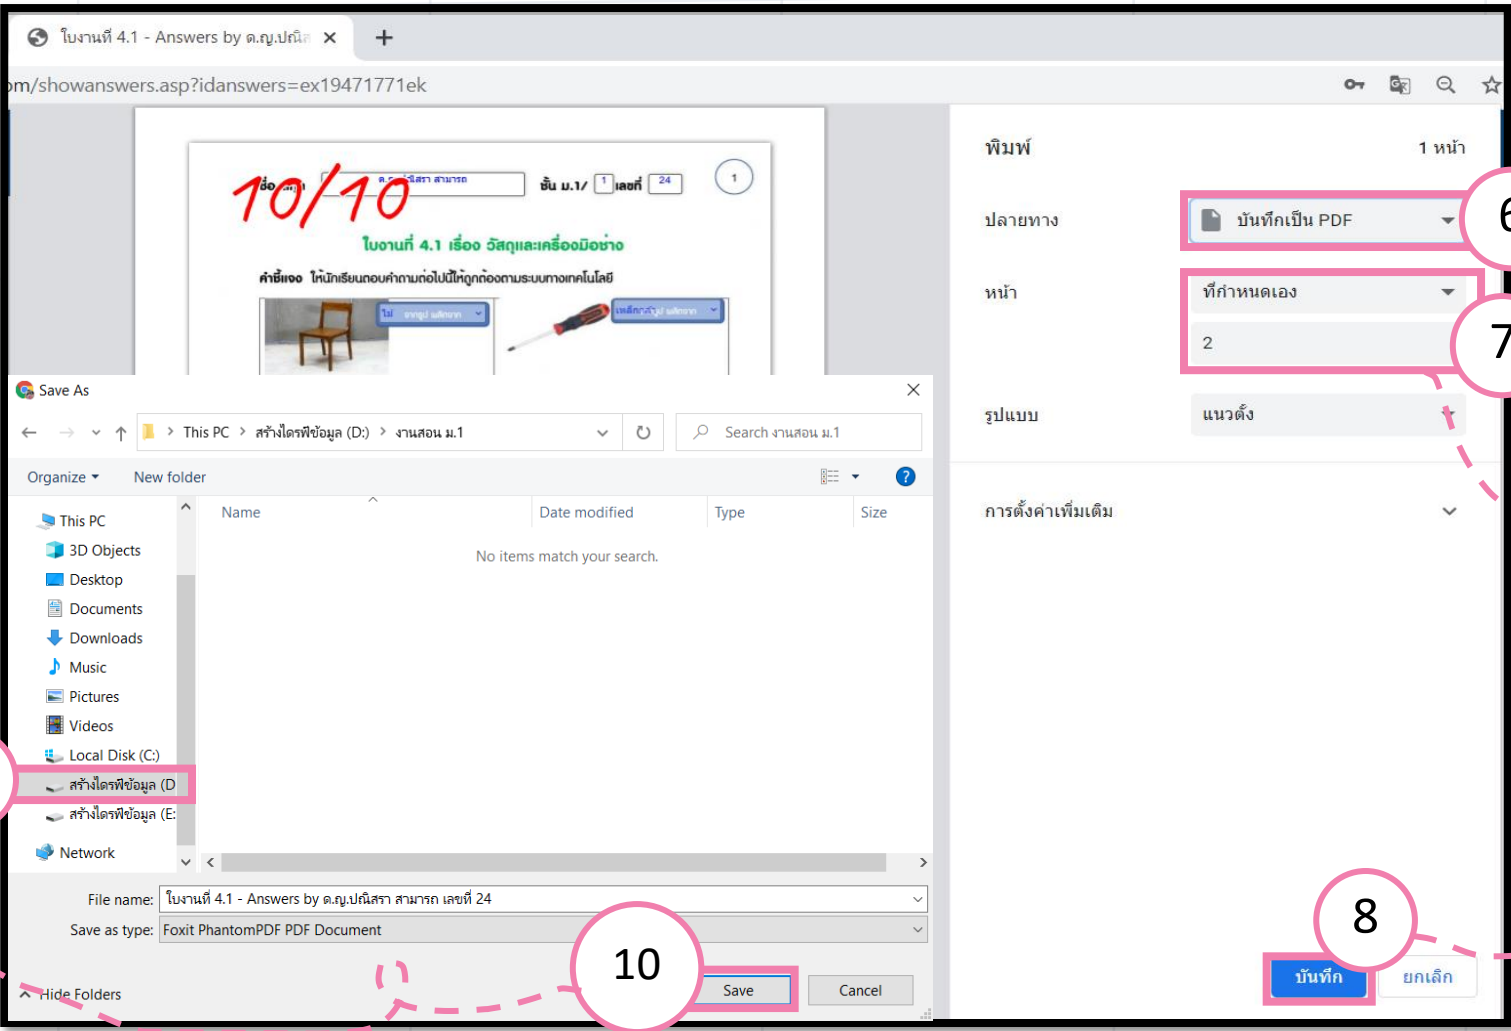 ใบงานที่ 4.1 - Answers by ด.ญ.ปณิส
om/showanswers.asp?idanswers=ex19471771ek
10/10
สามารถ
ชั้น ม.1/ 1 เลขที่ 24
1
ใบงานที่ 4.1 เรื่อง วัสดุและเครื่องมือช่าง
คำชี้แจง ให้นักเรียนตอบคำถามต่อไปนี้ให้ถูกต้องตามระบบทางเทคโนโลยี
ไม้
พิมพ์
1 หน้า
ปลายทาง
บันทึกเป็น PDF
6
หน้า
ที่กำหนดเอง
2
7
รูปแบบ
แนวตั้ง
การตั้งค่าเพิ่มเติม
8
บันทึก
ยกเลิก
Save As
This PC > สร้างไดรฟ์ข้อมูล (D:) > งานสอน ม.1
Search งานสอน ม.1
Organize
New folder
Name
Date modified
Type
Size
No items match your search.
This PC
3D Objects
Desktop
Documents
Downloads
Music
Pictures
Videos
Local Disk (C:)
สร้างไดรฟ์ข้อมูล (D
สร้างไดรฟ์ข้อมูล (E:
Network
File name: ใบงานที่ 4.1 - Answers by ด.ญ.ปณิสรา สามารถ เลขที่ 24
Save as type: Foxit PhantomPDF PDF Document
10
Hide Folders
Save
Cancel